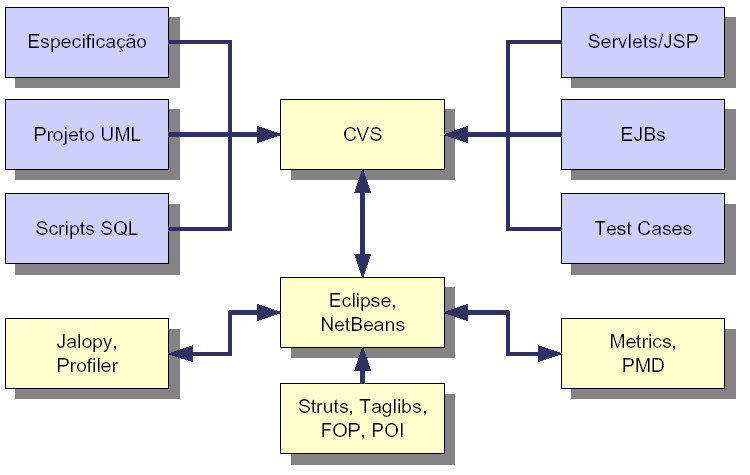 Especificação
Servlets/JSP
Projeto UML
CVS
EJBs
Scripts SQL
Test Cases
Eclipse,
NetBeans
Jalopy,
Profiler
Metrics,
PMD
Struts, Taglibs,
FOP, POI